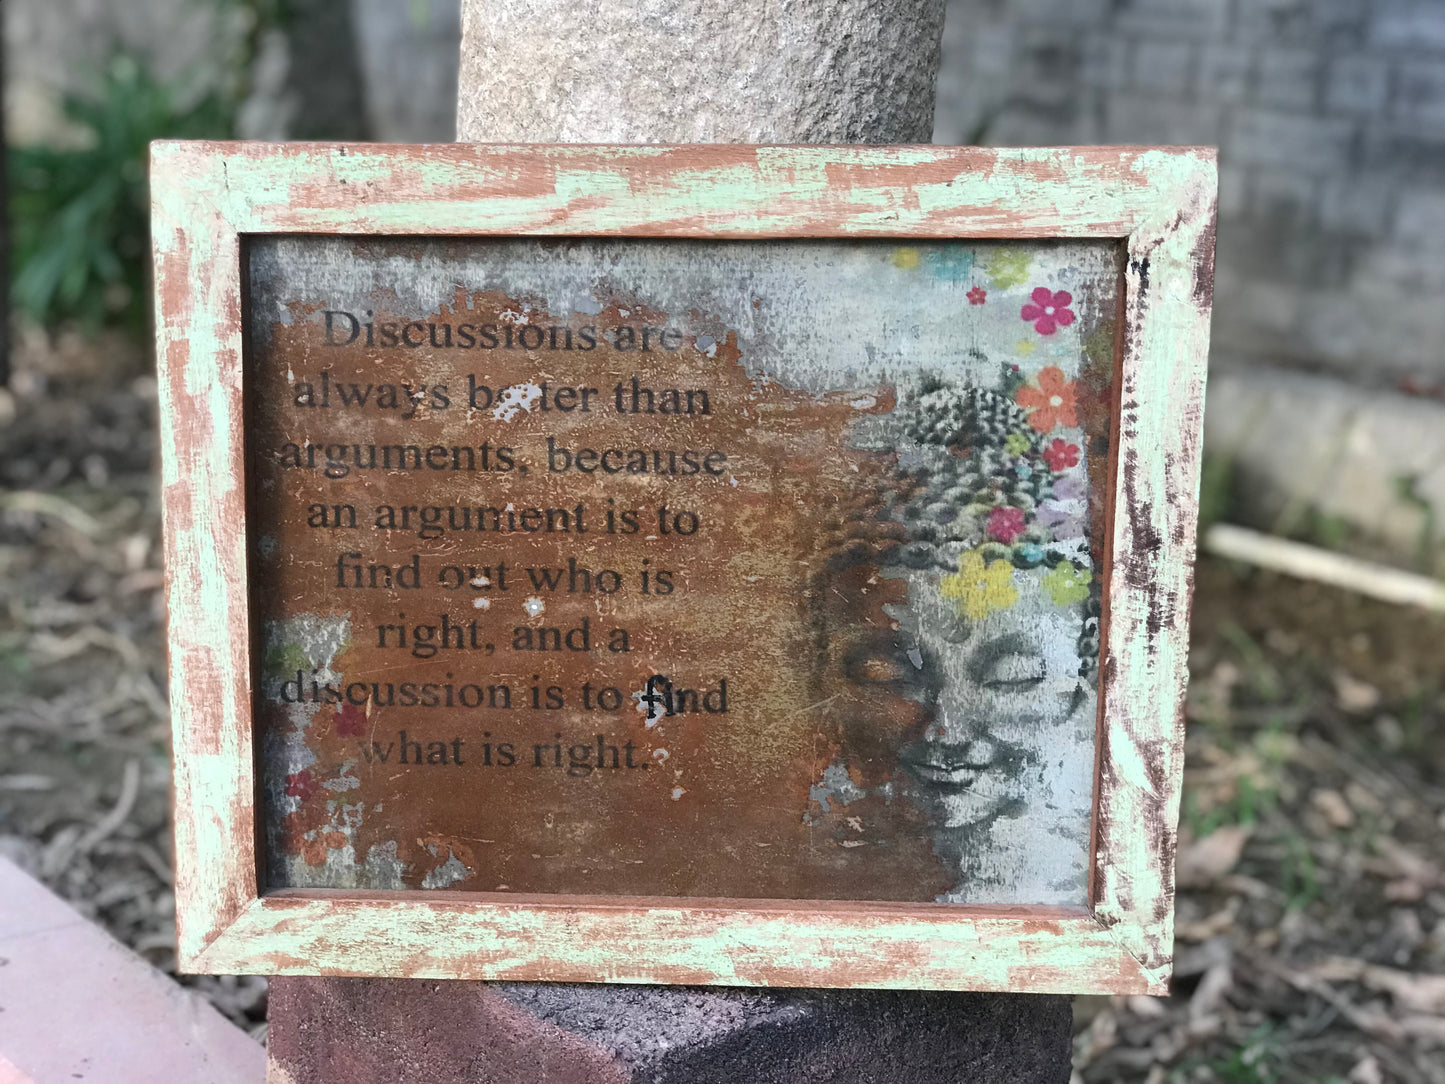 Discussions are
always better than
arguments, because
an argument is to
find out who is
right, and a
discussion is to find
what is right.